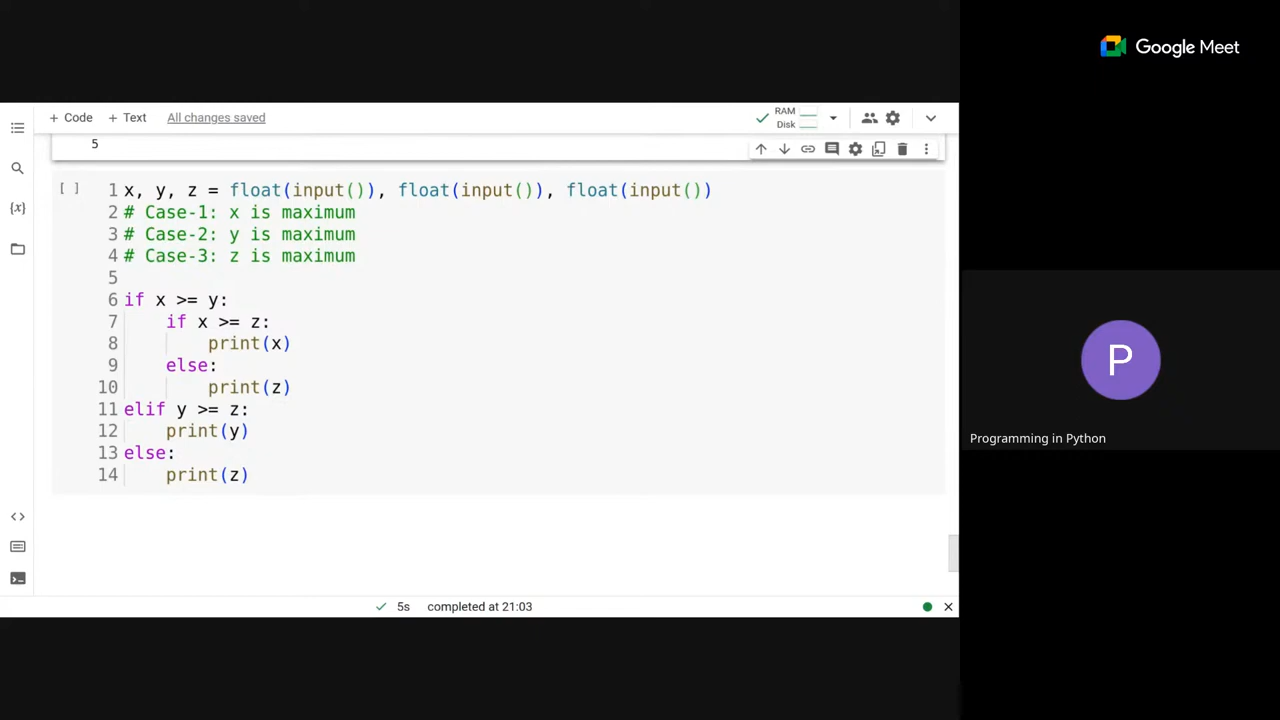 Google Meet
+ Code + Text All changes saved
RAM
Disk
5
[ ] 1 x, y, z = float(input()), float(input()), float(input())
2 # Case-1: x is maximum
3 # Case-2: y is maximum
4 # Case-3: z is maximum
5
6 if x >= y:
7     if x >= z:
8         print(x)
9     else:
10         print(z)
11 elif y >= z:
12     print(y)
13 else:
14     print(z)
{x}
P
Programming in Python
5s completed at 21:03